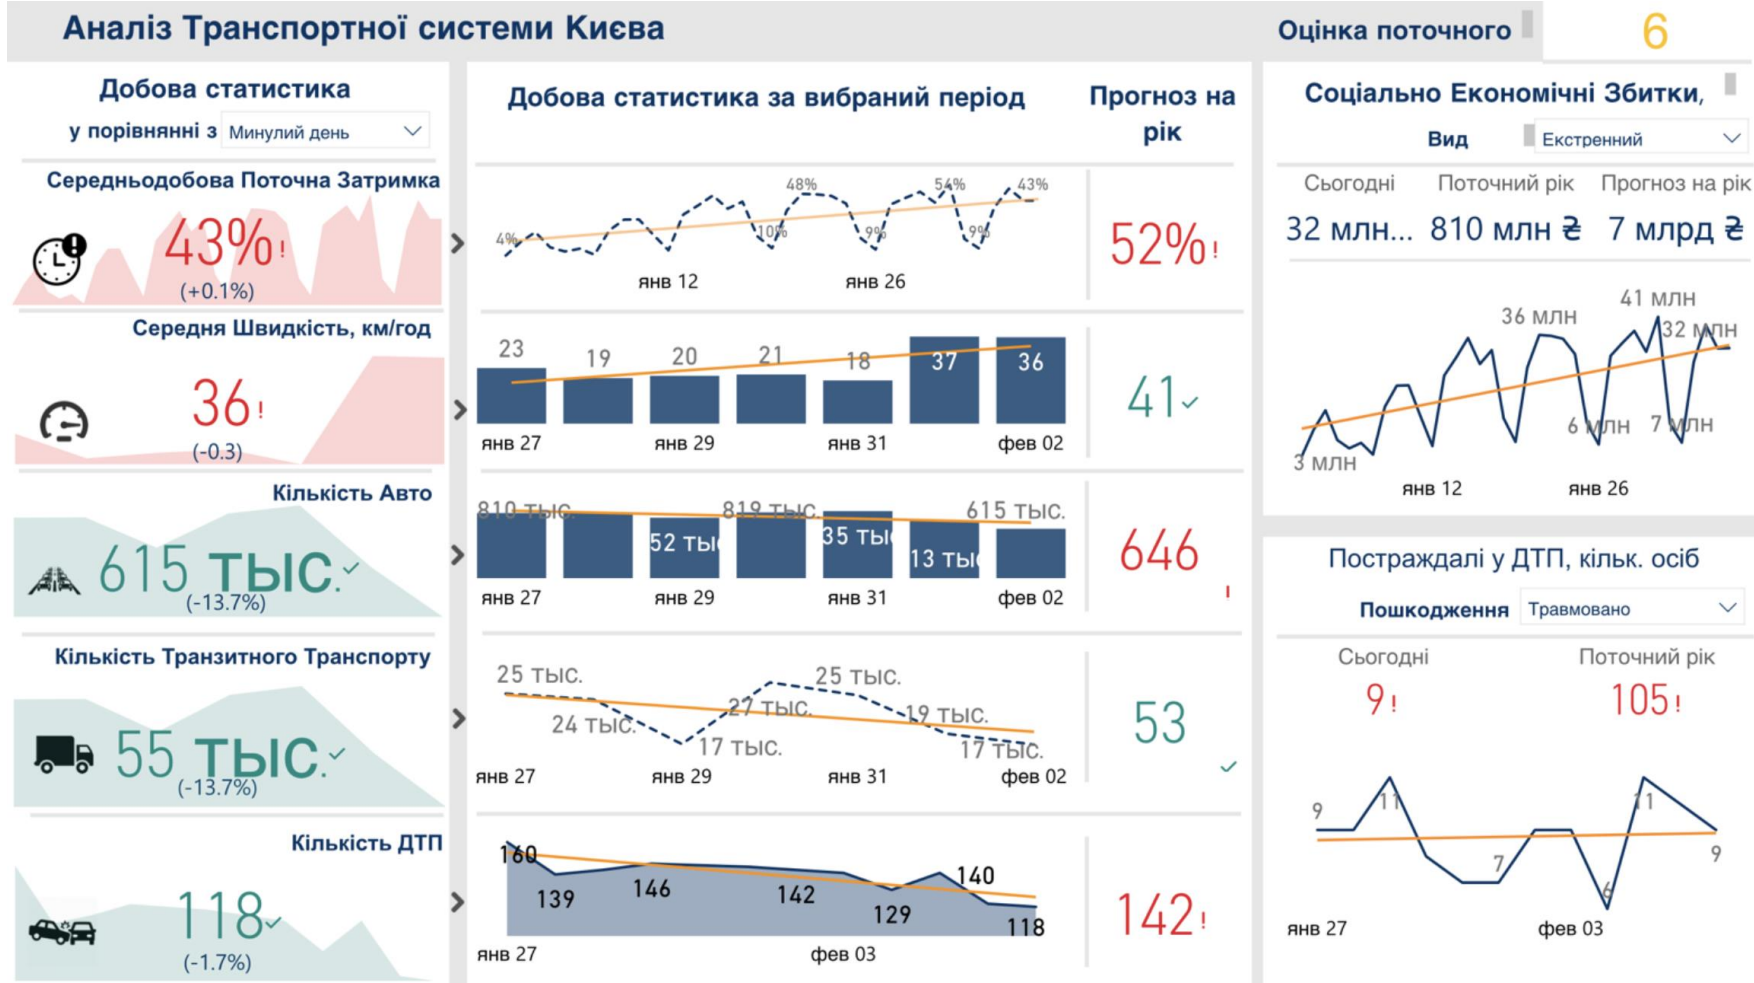 Аналіз Транспортної системи Києва
Оцінка поточного
6
Добова статистика
у порівнянні з Минулий день
Середньодобова Поточна Затримка
43% !
(+0.1%)
Середня Швидкість, км/год
36 !
(-0.3)
Кількість Авто
615 тыс.
(-13.7%)
Кількість Транзитного Транспорту
55 тыс.
(-13.7%)
Кількість ДТП
118
(-1.7%)
Добова статистика за вибраний період
Прогноз на
рік
4%
10%
48%
9%
54%
9%
43%
янв 12
янв 26
52% !
23
19
20
21
18
37
36
янв 27
янв 29
янв 31
фев 02
41
810 тыс.
52 ты
819 тыс.
35 ты
13 ты
615 тыс.
янв 27
янв 29
янв 31
фев 02
646
!
25 тыс.
24 тыс.
17 тыс.
27 тыс.
25 тыс.
19 тыс.
17 тыс.
янв 27
янв 29
янв 31
фев 02
53
160
139
146
142
129
140
118
янв 27
фев 03
142 !
Соціально Економічні Збитки,
Вид Екстренний
Сьогодні Поточний рік Прогноз на рік
32 млн... 810 млн ₴ 7 млрд ₴
3 млн
36 млн
6 млн
41 млн
7 млн
32 млн
янв 12
янв 26
Постраждалі у ДТП, кільк. осіб
Пошкодження Травмовано
Сьогодні Поточний рік
9 ! 105 !
9
11
7
6
11
9
янв 27
фев 03